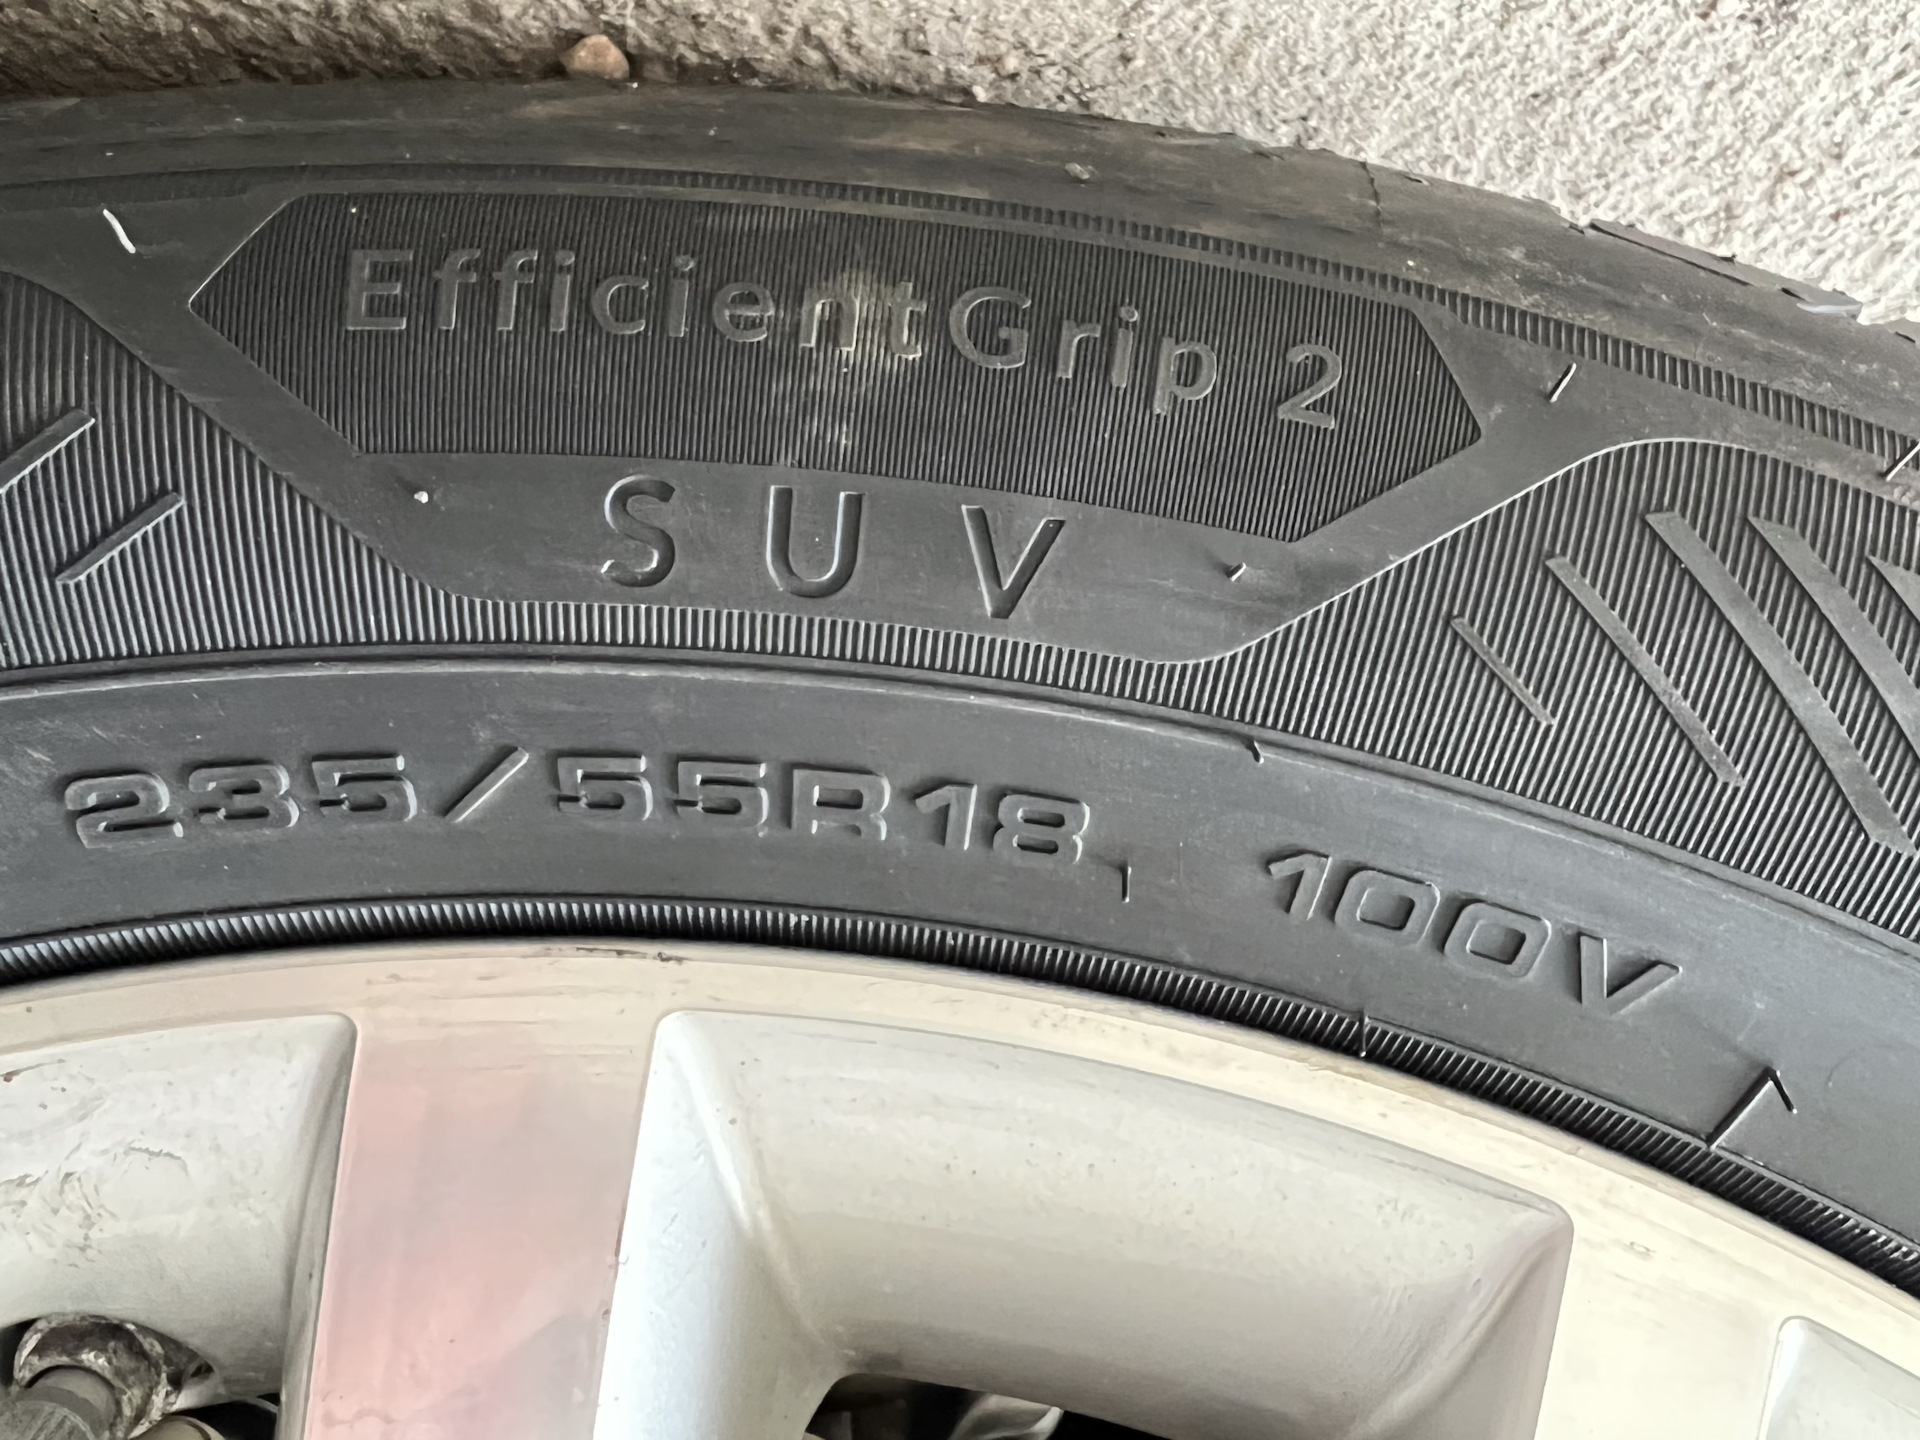 EfficientGrip 2
SUV
235/55R18 100V